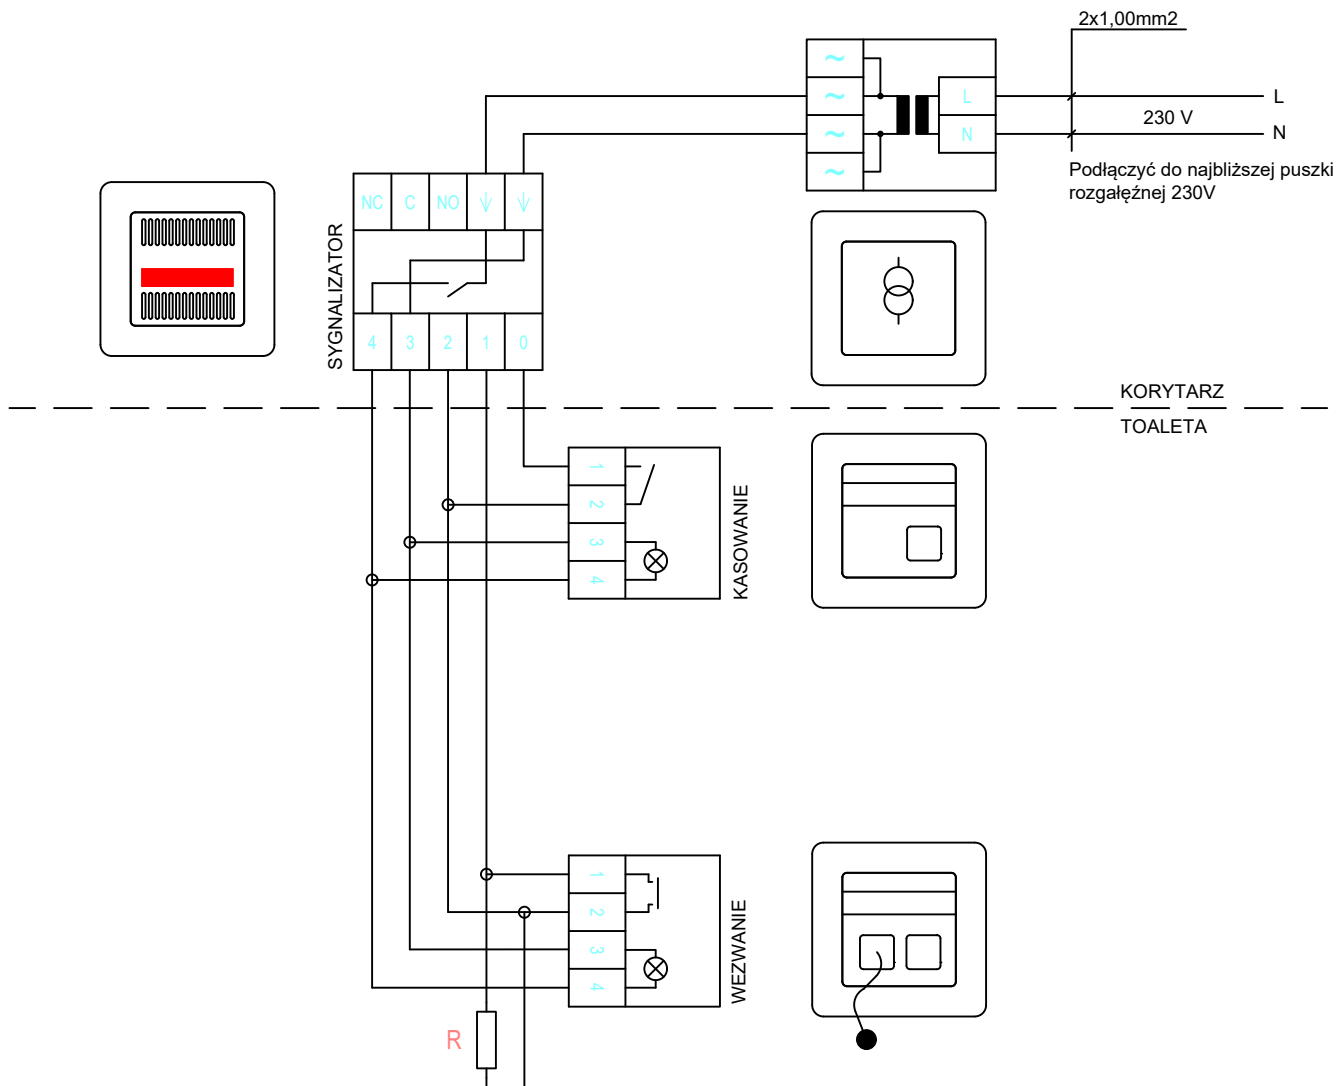 2x1,00mm2
~
~
~
~
L
N
L
230 V
N
Podłączyć do najbliższej puszki
rozgałęźnej 230V
NC C NO ↓ ↓
SYGNALIZATOR
4 3 2 1 0
KORYTARZ
TOALETA
1
2
3
4
KASOWANIE
1
2
3
4
WEZWANIE
R